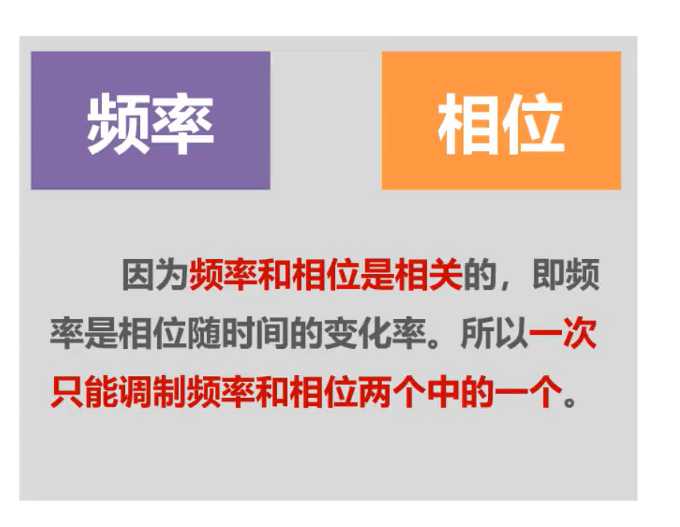 频率
相位
因为频率和相位是相关的，即频
率是相位随时间的变化率。所以一次
只能调制频率和相位两个中的一个。